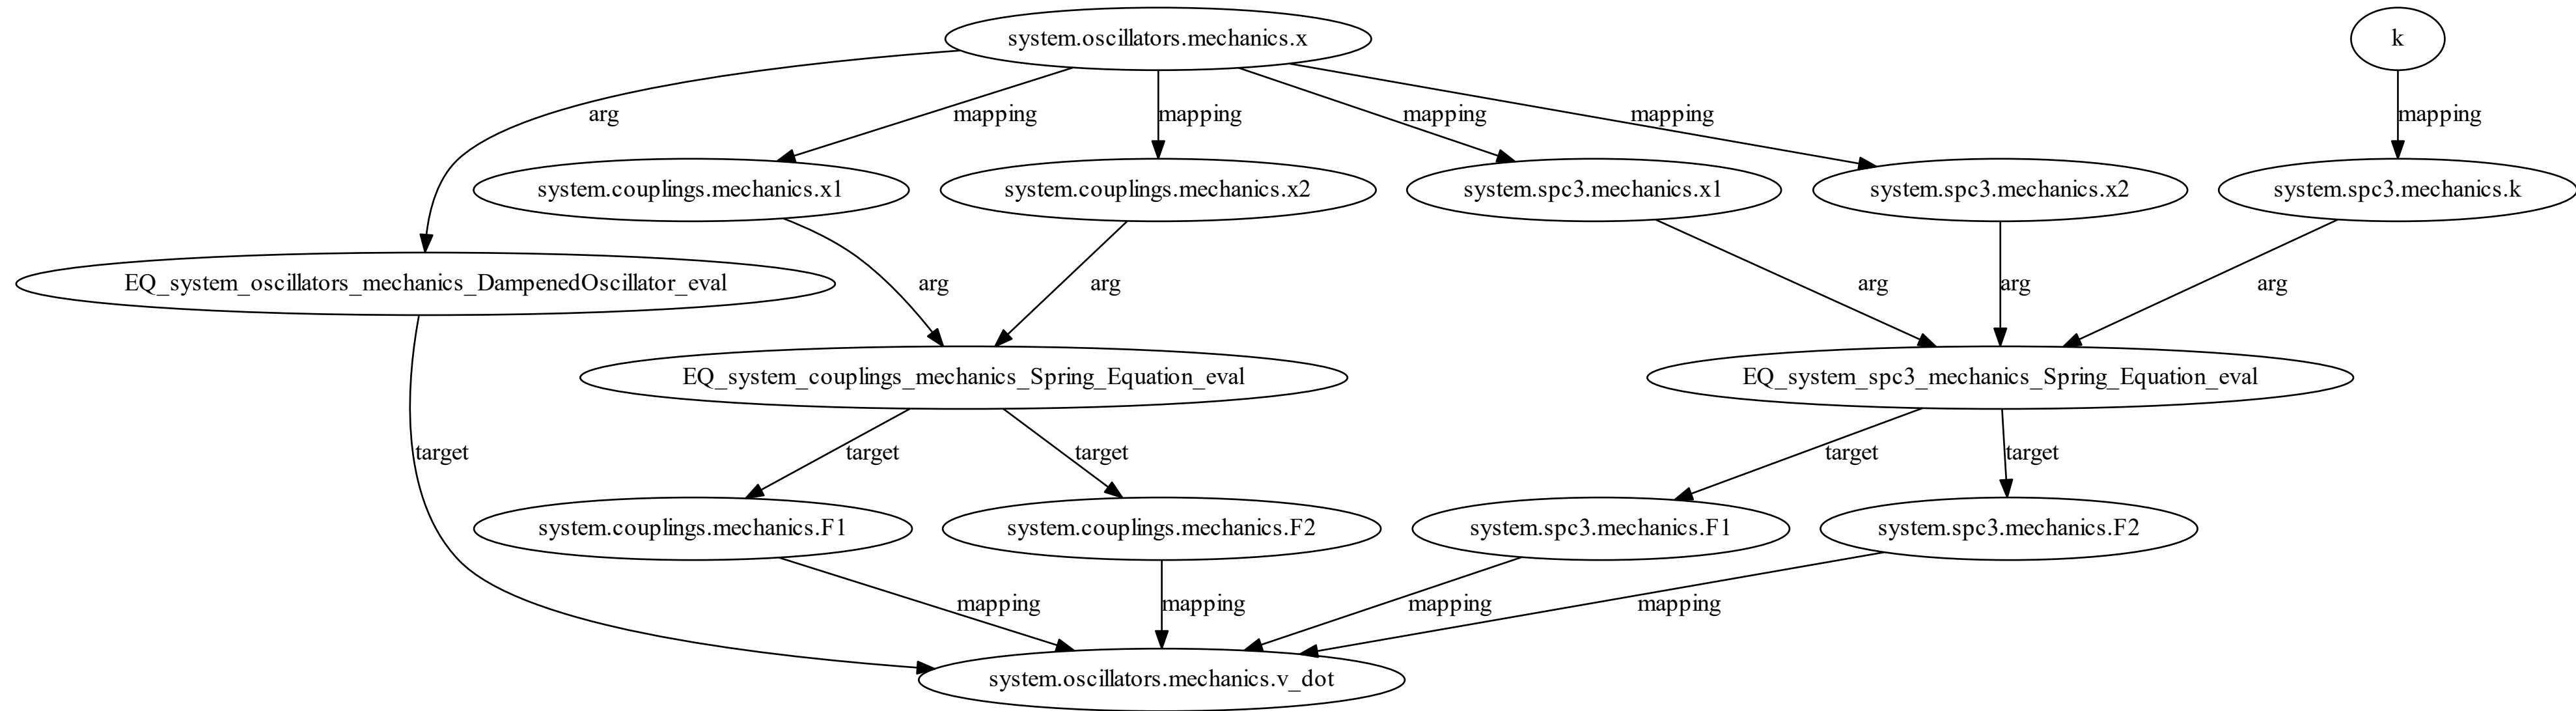 system.oscillators.mechanics.x
k
arg
mapping
mapping
mapping
mapping
mapping
system.couplings.mechanics.x1
system.couplings.mechanics.x2
system.spc3.mechanics.x1
system.spc3.mechanics.x2
system.spc3.mechanics.k
EQ_system_oscillators_mechanics_DampenedOscillator_eval
arg
arg
arg
arg
arg
EQ_system_couplings_mechanics_Spring_Equation_eval
EQ_system_spc3_mechanics_Spring_Equation_eval
target
target
target
target
target
system.couplings.mechanics.F1
system.couplings.mechanics.F2
system.spc3.mechanics.F1
system.spc3.mechanics.F2
mapping
mapping
mapping
mapping
system.oscillators.mechanics.v_dot